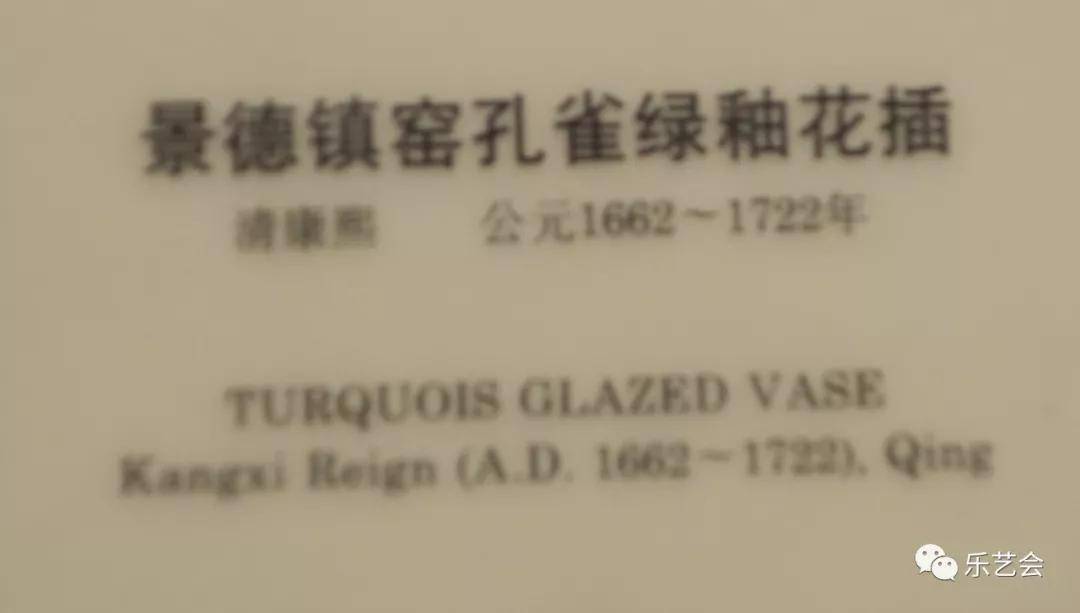 景德镇窑孔雀绿釉花插
清康熙 公元1662～1722年
TURQUOIS GLAZED VASE
Kangxi Reign (A.D. 1662～1722), Qing
乐艺会